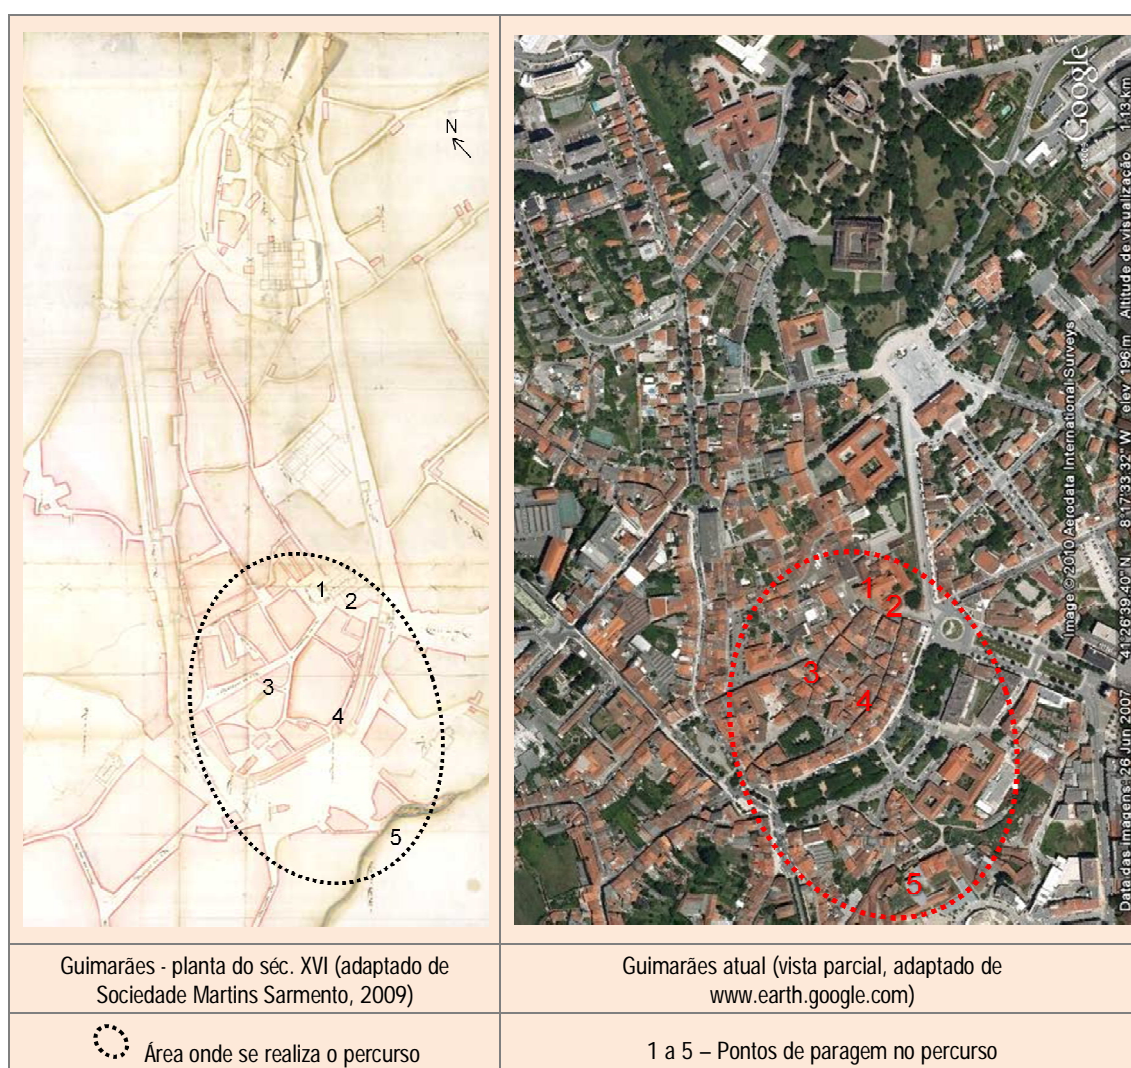 N
1
2
3
4
5
Google
1
2
3
4
5
Image © 2010 Aerodata International Surveys
Data das imagens: 26 Jun 2007 41°26'39.40" N 8°17'33.32" W elev 196 m Altitude de visualização 1.13 km
Guimarães - planta do séc. XVI (adaptado de
Sociedade Martins Sarmento, 2009)
Guimarães atual (vista parcial, adaptado de
www.earth.google.com)
Área onde se realiza o percurso
1 a 5 – Pontos de paragem no percurso